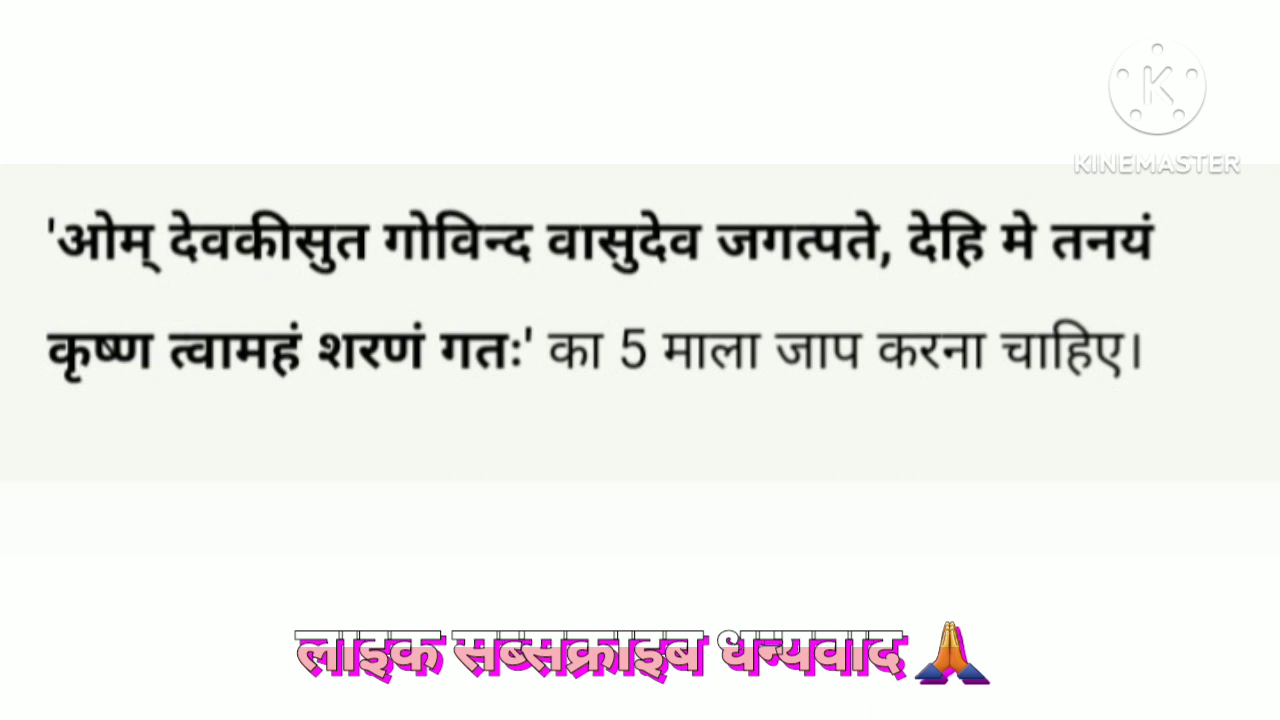 KINEMASTER
'ओम् देवकीसुत गोविन्द वासुदेव जगत्पते, देहि मे तनयं
कृष्ण त्वामहं शरणं गतः' का 5 माला जाप करना चाहिए।
लाइक सब्सक्राइब धन्यवाद 🙏